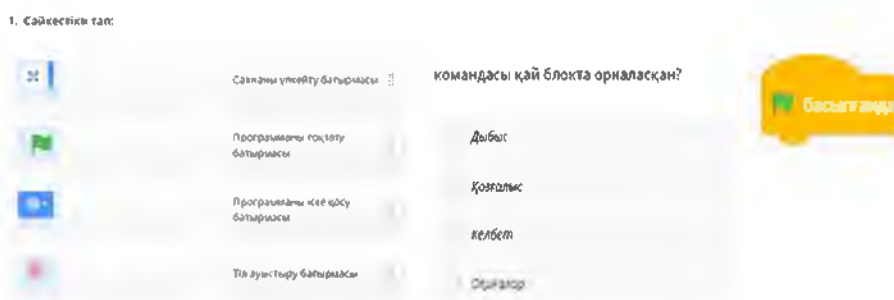 1. Сәйкестікті тап:
Сахнаны үлкейту батырмасы
Программаны тоқтату
батырмасы
Программаны іске қосу
батырмасы
Тіл ауыстыру батырмасы
командасы қай блокта орналасқан?
Дыбыс
Қозғалыс
Келбет
Оқиғалар
басылғанда